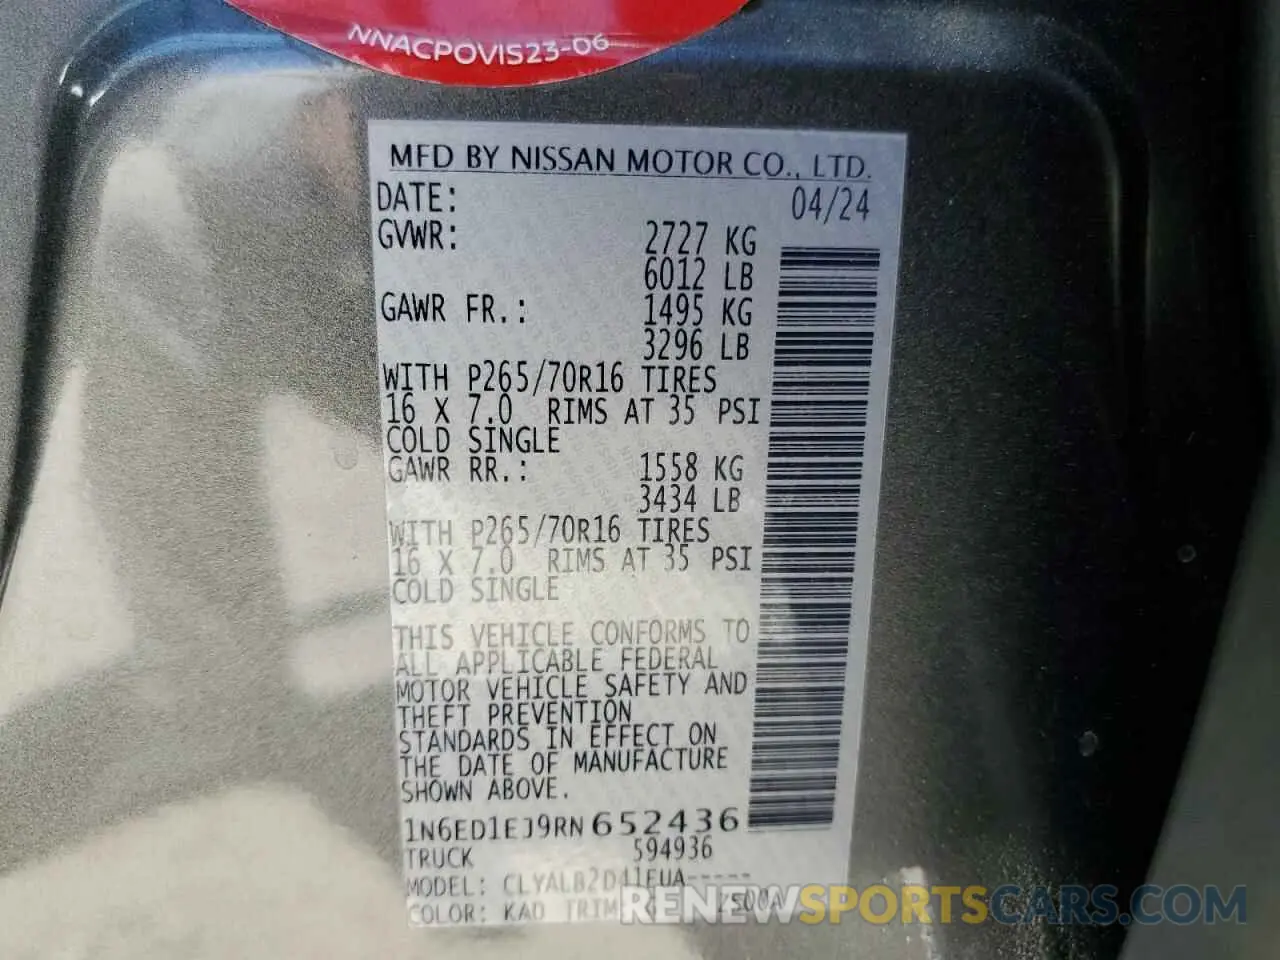 NNACPOVIS23-06
MFD BY NISSAN MOTOR CO., LTD.
DATE: 04/24
GVWR: 2727 KG
6012 LB
GAWR FR.: 1495 KG
3296 LB
WITH P265/70R16 TIRES
16 X 7.0 RIMS AT 35 PSI
COLD SINGLE
GAWR RR.: 1558 KG
3434 LB
WITH P265/70R16 TIRES
16 X 7.0 RIMS AT 35 PSI
COLD SINGLE
THIS VEHICLE CONFORMS TO
ALL APPLICABLE FEDERAL
MOTOR VEHICLE SAFETY AND
THEFT PREVENTION
STANDARDS IN EFFECT ON
THE DATE OF MANUFACTURE
SHOWN ABOVE.
1N6ED1EJ9RN652436
TRUCK 594936
MODEL: CLYALB2D41EUA-----
COLOR: KAD TRIM
RENEWSPORTSCARS.COM